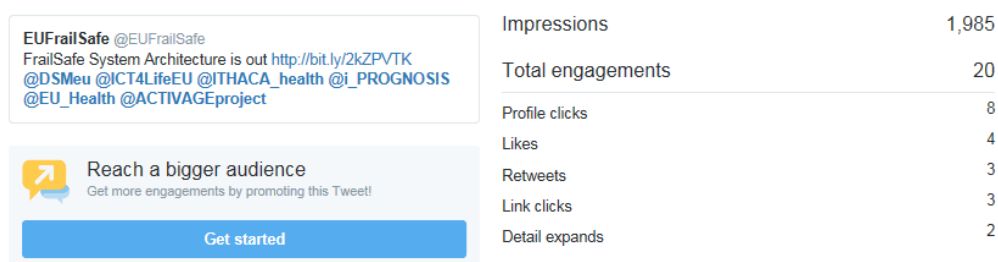 EUFrailSafe @EUFrailSafe
FrailSafe System Architecture is out http://bit.ly/2kZPVTK
@DSMeu @ICT4LifeEU @ITHACA_health @i_PROGNOSIS
@EU_Health @ACTIVAGEproject
Reach a bigger audience
Get more engagements by promoting this Tweet!
Get started
Impressions 1,985
Total engagements 20
Profile clicks 8
Likes 4
Retweets 3
Link clicks 3
Detail expands 2